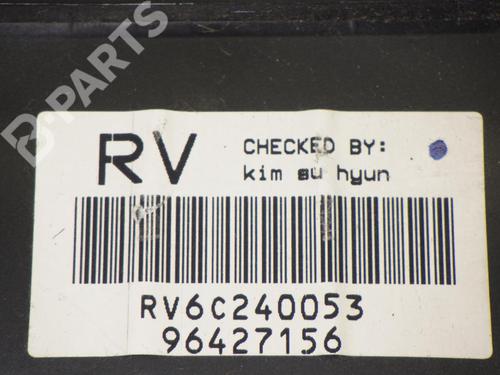 B-PARTS
RV
CHECKED BY:
kim su hyun
RV6C240053
96427156